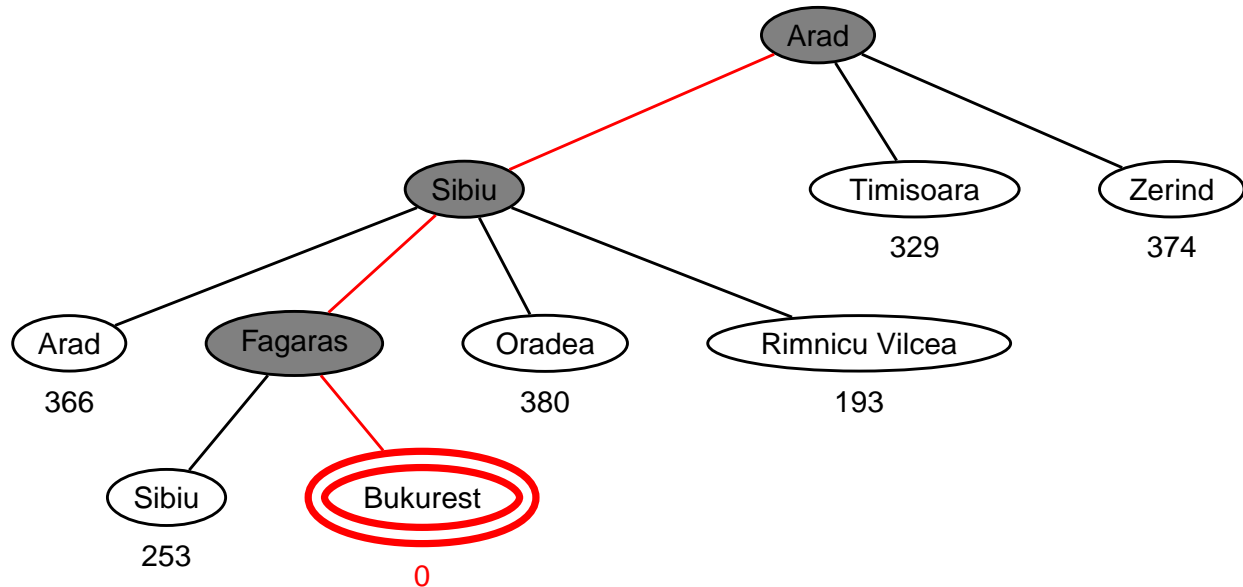 Arad
Sibiu
Timisoara
Zerind
329
374
Arad
Fagaras
Oradea
Rimnicu Vilcea
366
380
193
Sibiu
Bukurest
253
0